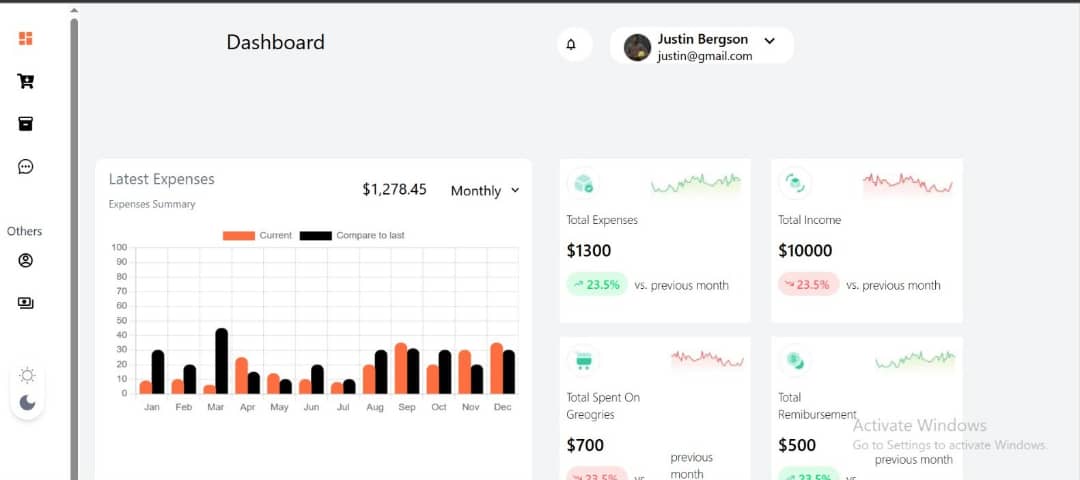 Dashboard
Justin Bergson
justin@gmail.com
Others
Latest Expenses
Expenses Summary
$1,278.45
Monthly
Current
Compare to last
100
90
80
70
60
50
40
30
20
10
0
Jan Feb Mar Apr May Jun Jul Aug Sep Oct Nov Dec
Total Expenses
$1300
23.5% vs. previous month
Total Income
$10000
23.5% vs. previous month
Total Spent On
Greogries
$700
previous
month
23.5% vs
Total
Remibursement
$500
previous month
23.5% vs
Activate Windows
Go to Settings to activate Windows.